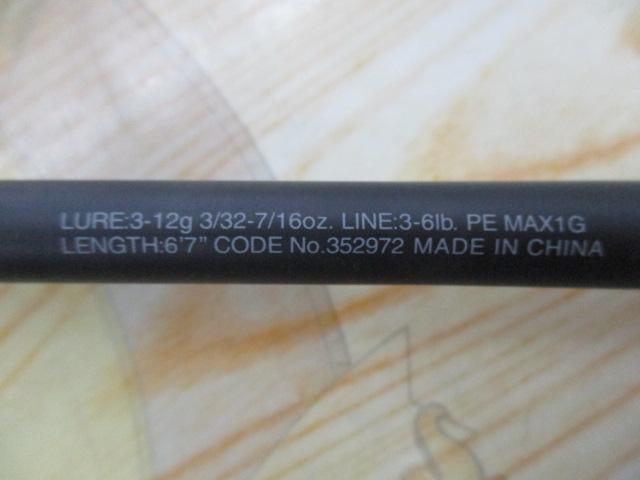 LURE:3-12g 3/32-7/16oz. LINE:3-6lb. PE MAX1G
LENGTH:6'7" CODE No.352972 MADE IN CHINA